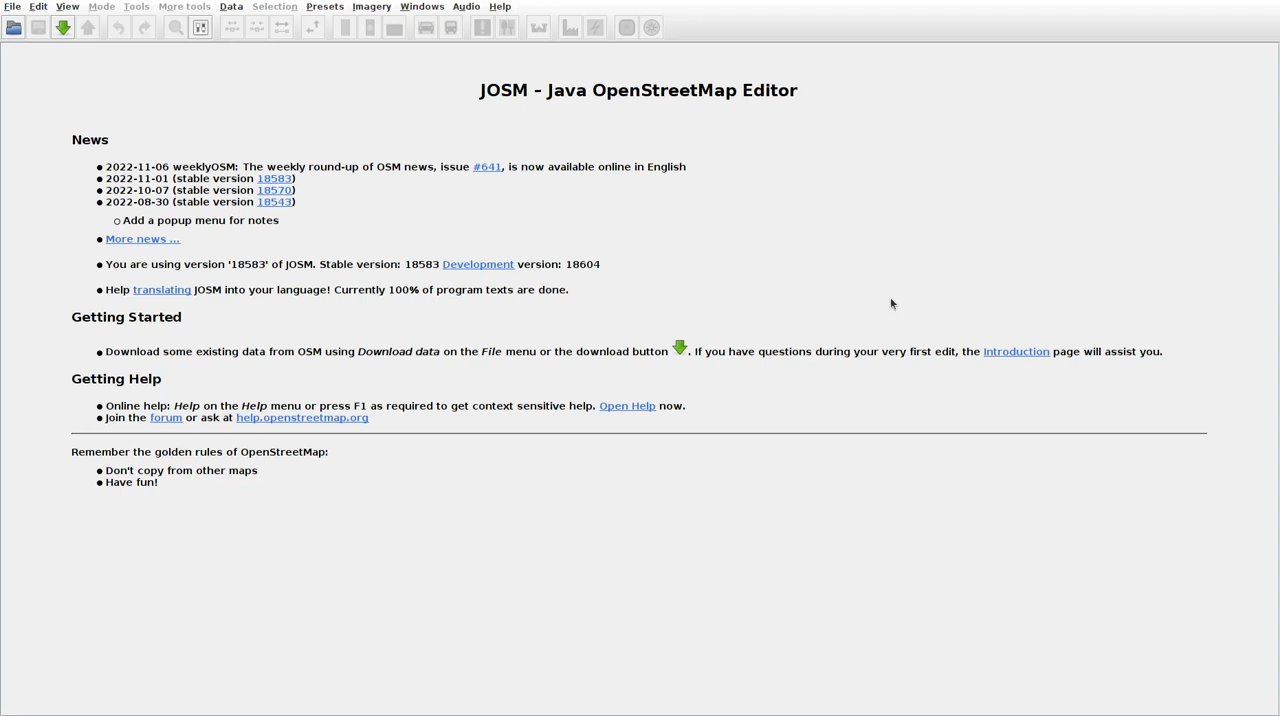 File Edit View Mode Tools More tools Data Selection Presets Imagery Windows Audio Help
JOSM – Java OpenStreetMap Editor
News
2022-11-06 weeklyOSM: The weekly round-up of OSM news, issue #641, is now available online in English
2022-11-01 (stable version 18583)
2022-10-07 (stable version 18570)
2022-08-30 (stable version 18543)
Add a popup menu for notes
More news ...
You are using version '18583' of JOSM. Stable version: 18583 Development version: 18604
Help translating JOSM into your language! Currently 100% of program texts are done.
Getting Started
Download some existing data from OSM using Download data on the File menu or the download button . If you have questions during your very first edit, the Introduction page will assist you.
Getting Help
Online help: Help on the Help menu or press F1 as required to get context sensitive help. Open Help now.
Join the forum or ask at help.openstreetmap.org
Remember the golden rules of OpenStreetMap:
Don't copy from other maps
Have fun!